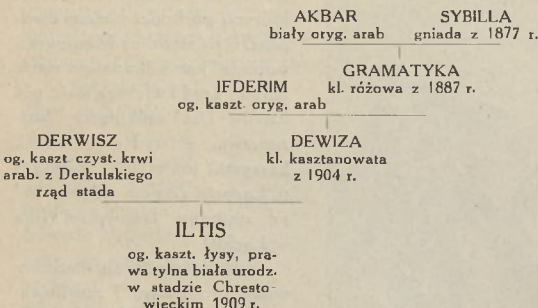 AKBAR SYBILLA
biały oryg. arab gniada z 1877 r.
GRAMATYKA
IFDERIM kl. różowa z 1887 r.
og. kaszt. oryg. arab
DERWISZ DEWIZA
og. kaszt. czyst. krwi kl. kasztanowata
arab. z Derkulskiego z 1904 r.
rząd stada
ILTIS
og. kaszt. łysy, pra-
wa tylna biała urodz.
w stadzie Chresto-
wieckim 1909 r.